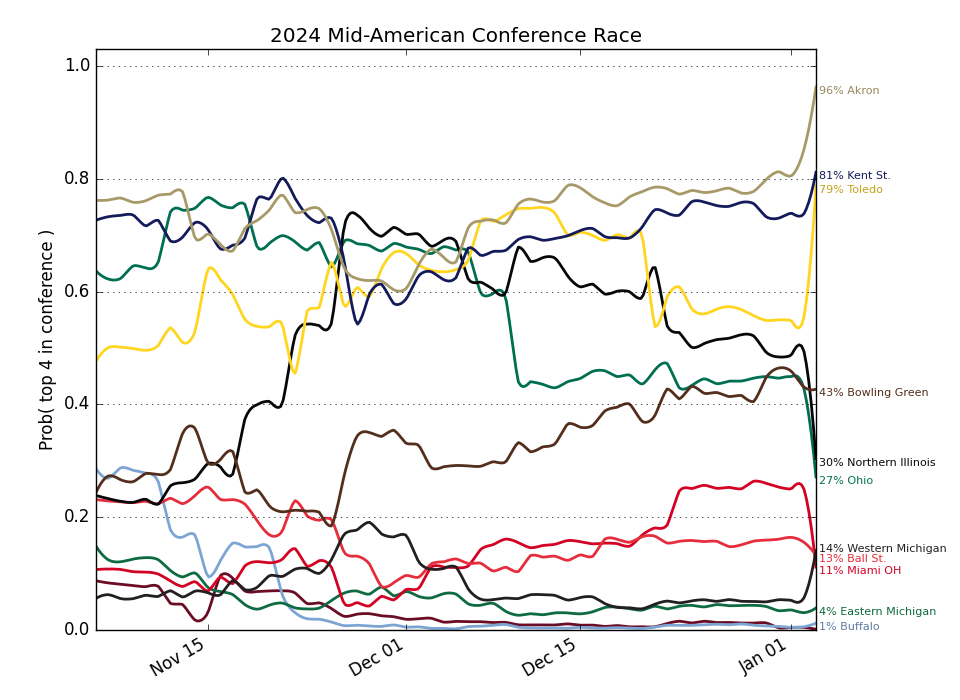 2024 Mid-American Conference Race
Prob( top 4 in conference )
1.0
0.8
0.6
0.4
0.2
0.0
Nov 15
Dec 01
Dec 15
Jan 01
96% Akron
81% Kent St.
79% Toledo
43% Bowling Green
30% Northern Illinois
27% Ohio
14% Western Michigan
13% Ball St.
11% Miami OH
4% Eastern Michigan
1% Buffalo